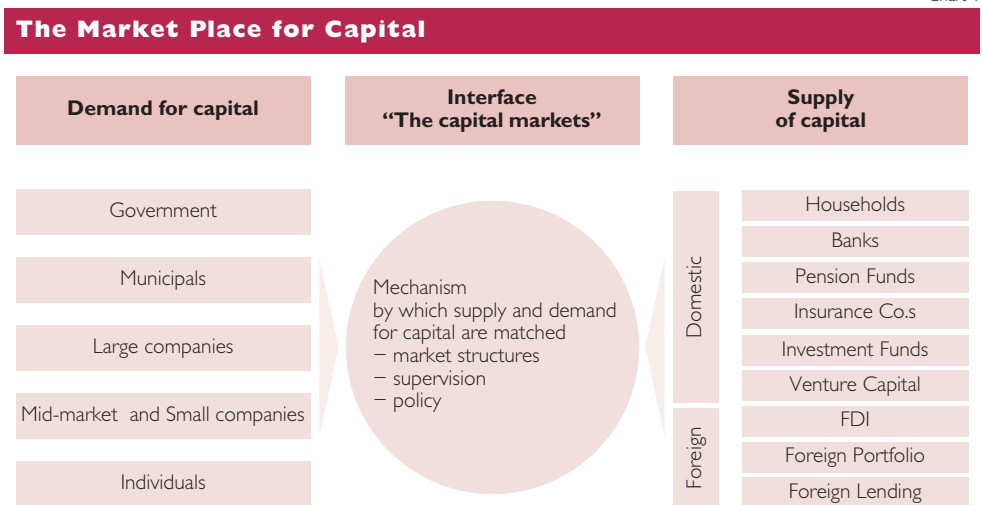 The Market Place for Capital
Demand for capital
Interface
“The capital markets”
Supply
of capital
Government
Municipals
Large companies
Mid-market and Small companies
Individuals
Mechanism
by which supply and demand
for capital are matched
– market structures
– supervision
– policy
Domestic
Households
Banks
Pension Funds
Insurance Co.s
Investment Funds
Venture Capital
Foreign
FDI
Foreign Portfolio
Foreign Lending